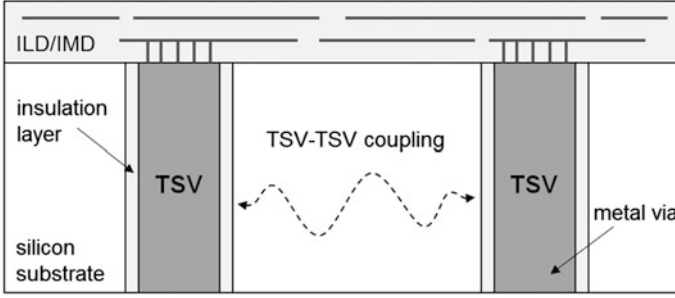 ILD/IMD
insulation
layer
TSV-TSV coupling
TSV
TSV
metal via
silicon
substrate